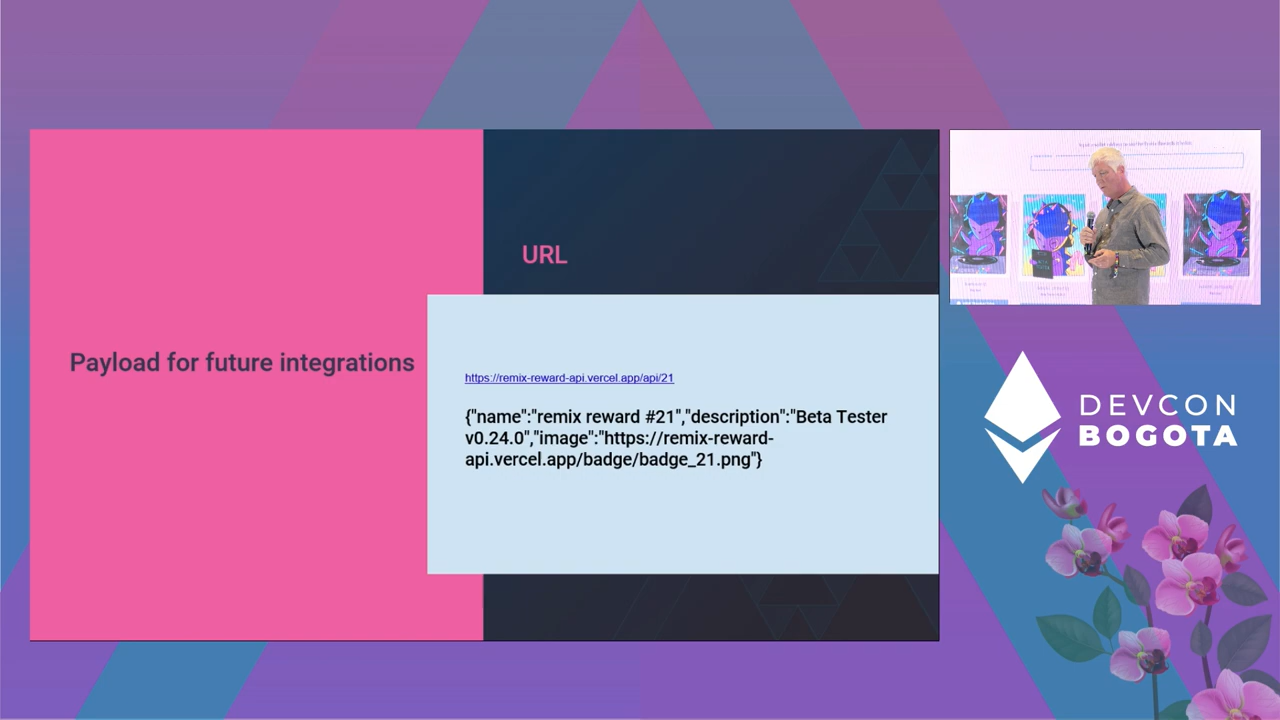 Payload for future integrations
URL
https://remix-reward-api.vercel.app/api/21
{"name":"remix reward #21","description":"Beta Tester
v0.24.0","image":"https://remix-reward-
api.vercel.app/badge/badge_21.png"}
DEVCON
BOGOTA